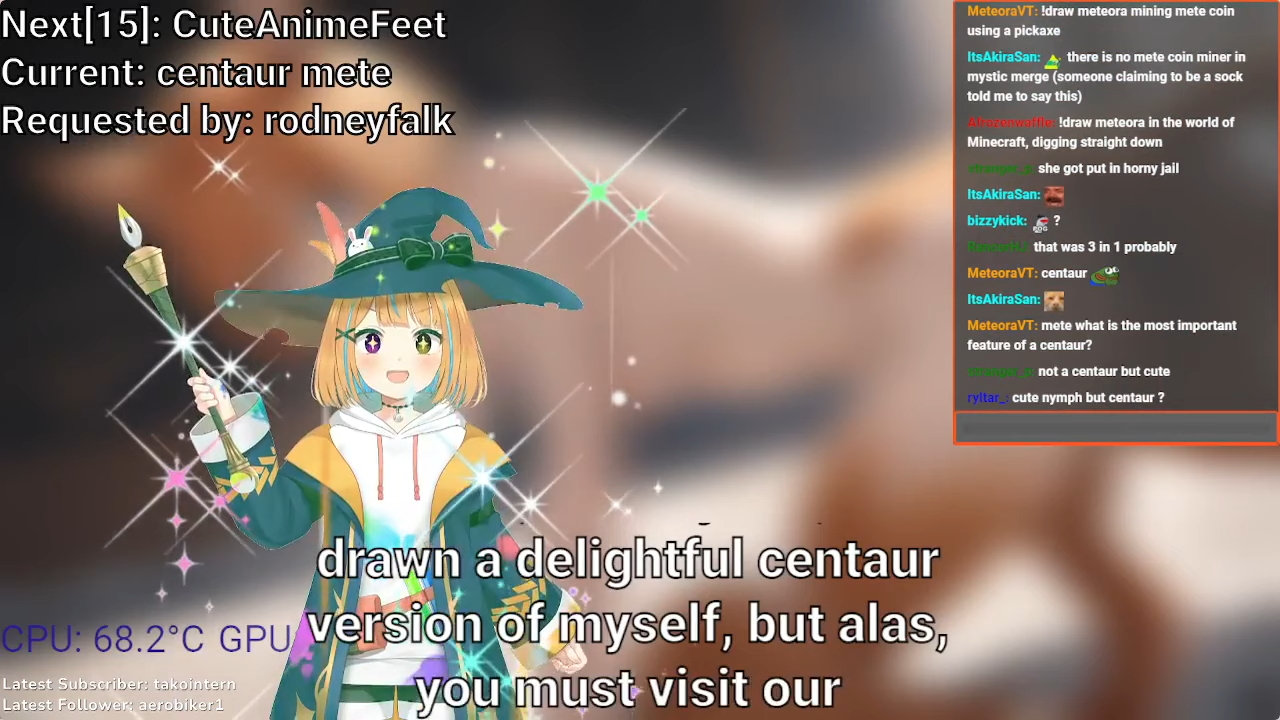 Next[15]: CuteAnimeFeet
Current: centaur mete
Requested by: rodneyfalk
MeteoraVT: !draw meteora mining mete coin
using a pickaxe
ItsAkiraSan: there is no mete coin miner in
mystic merge (someone claiming to be a sock
told me to say this)
Afrozenwaffle: !draw meteora in the world of
Minecraft, digging straight down
she got put in horny jail
ItsAkiraSan:
bizzykick: ?
that was 3 in 1 probably
MeteoraVT: centaur
ItsAkiraSan:
MeteoraVT: mete what is the most important
feature of a centaur?
not a centaur but cute
ryltar_: cute nymph but centaur ?
drawn a delightful centaur
version of myself, but alas,
you must visit our
CPU: 68.2°C GPU
Latest Subscriber: takointern
Latest Follower: aerobiker1